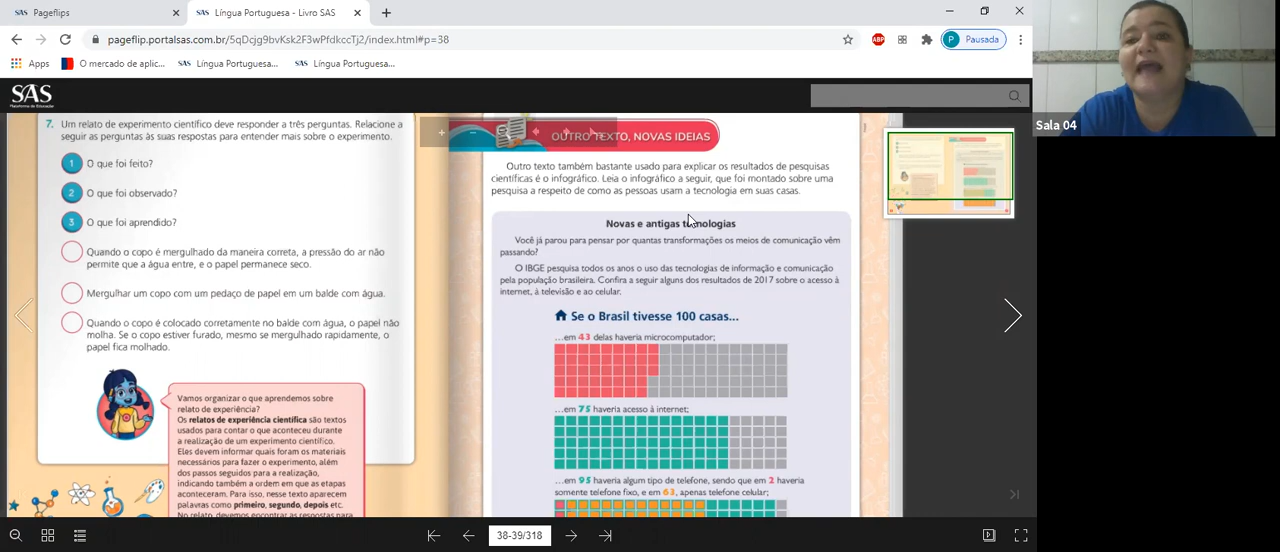 Pageflips
Língua Portuguesa - Livro SAS
pageflip.portalsas.com.br/5qDcjg9bvKsk2F3wPfdkccTj2/index.html#p=38
ABP
P Pausada
Apps
O mercado de aplic...
Língua Portuguesa...
Língua Portuguesa...
SAS
Plataforma de Educação
Sala 04
7. Um relato de experimento científico deve responder a três perguntas. Relacione a
seguir as perguntas às suas respostas para entender mais sobre o experimento.
1 O que foi feito?
2 O que foi observado?
3 O que foi aprendido?
Quando o copo é mergulhado da maneira correta, a pressão do ar não
permite que a água entre, e o papel permanece seco.
Mergulhar um copo com um pedaço de papel em um balde com água.
Quando o copo é colocado corretamente no balde com água, o papel não
molha. Se o copo estiver furado, mesmo se mergulhado rapidamente, o
papel fica molhado.
Vamos organizar o que aprendemos sobre
relato de experiência?
Os relatos de experiência científica são textos
usados para contar o que aconteceu durante
a realização de um experimento científico.
Eles devem informar quais foram os materiais
necessários para fazer o experimento, além
dos passos seguidos para a realização,
indicando também a ordem em que as etapas
aconteceram. Para isso, nesse texto aparecem
palavras como primeiro, segundo, depois etc.
No relato, devemos encontrar as respostas para
OUTRO TEXTO, NOVAS IDEIAS
Outro texto também bastante usado para explicar os resultados de pesquisas
científicas é o infográfico. Leia o infográfico a seguir, que foi montado sobre uma
pesquisa a respeito de como as pessoas usam a tecnologia em suas casas.
Novas e antigas tecnologias
Você já parou para pensar por quantas transformações os meios de comunicação vêm
passando?
O IBGE pesquisa todos os anos o uso das tecnologias de informação e comunicação
pela população brasileira. Confira a seguir alguns dos resultados de 2017 sobre o acesso à
internet, à televisão e ao celular.
Se o Brasil tivesse 100 casas...
...em 43 delas haveria microcomputador;
...em 75 haveria acesso à internet;
...em 95 haveria algum tipo de telefone, sendo que em 2 haveria
somente telefone fixo, e em 63, apenas telefone celular;
38-39/318